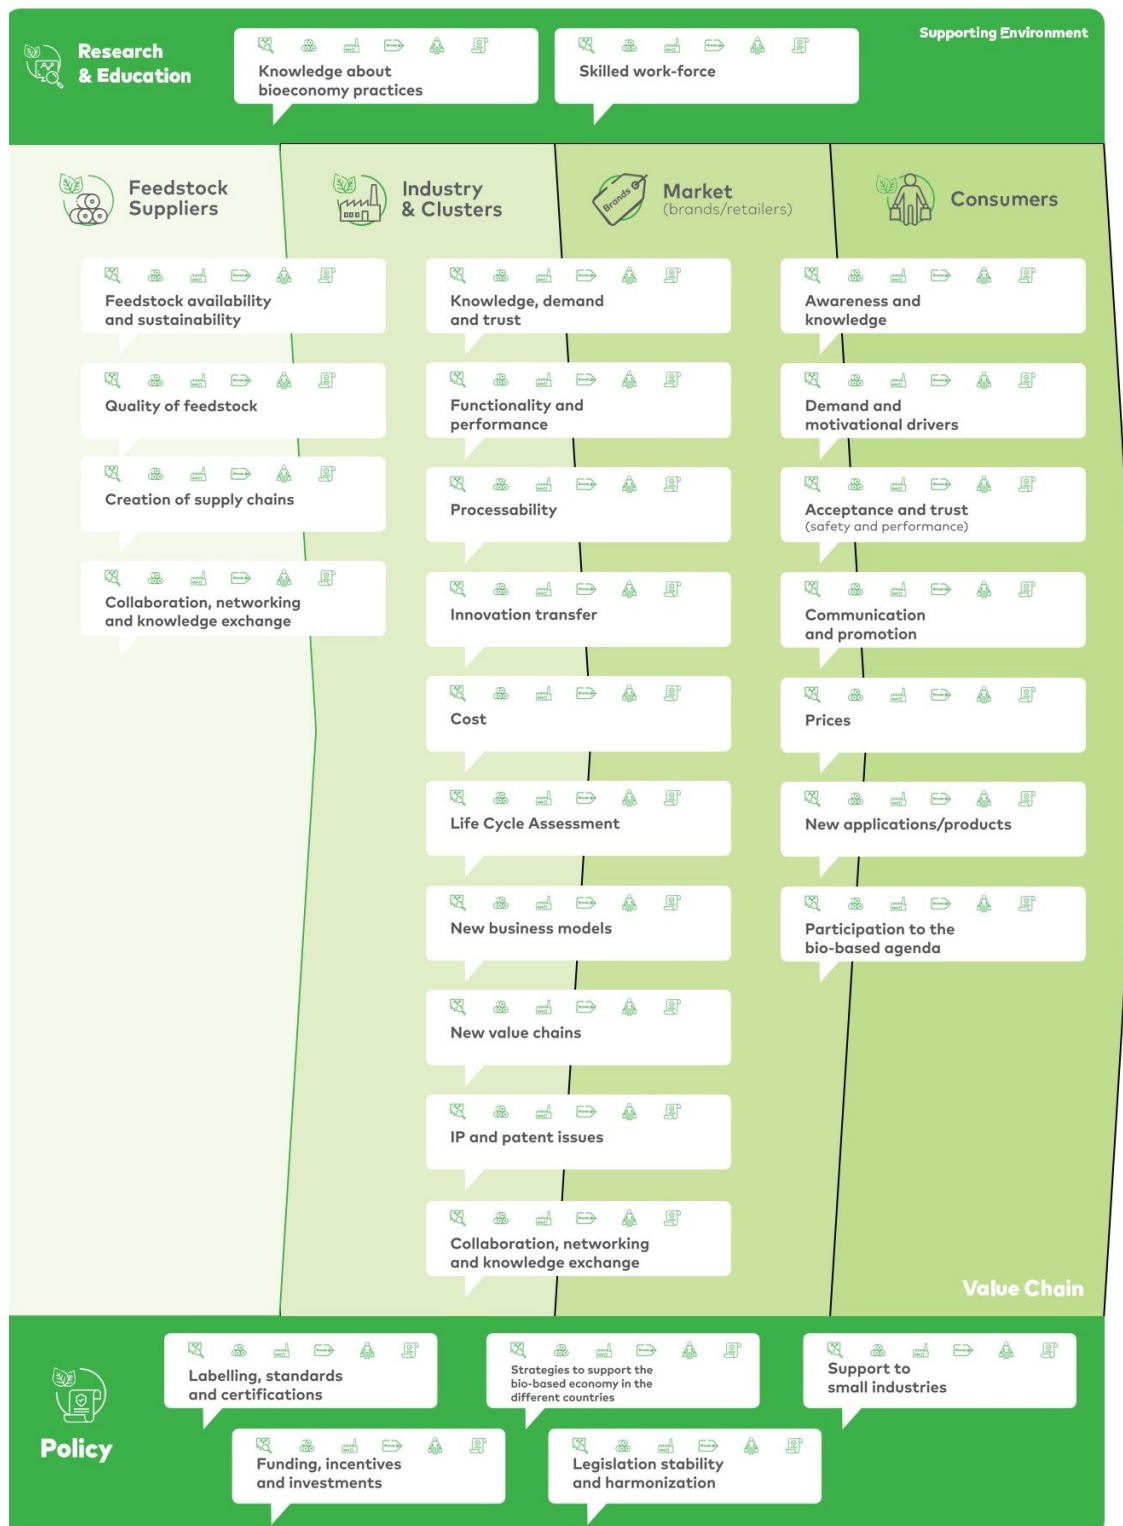 Supporting Environment
Research
& Education
Knowledge about
bioeconomy practices
Skilled work-force
Feedstock
Suppliers
Industry
& Clusters
Brands
Market
(brands/retailers)
Consumers
Feedstock availability
and sustainability
Quality of feedstock
Creation of supply chains
Collaboration, networking
and knowledge exchange
Knowledge, demand
and trust
Functionality and
performance
Processability
Innovation transfer
Cost
Life Cycle Assessment
New business models
New value chains
IP and patent issues
Collaboration, networking
and knowledge exchange
Awareness and
knowledge
Demand and
motivational drivers
Acceptance and trust
(safety and performance)
Communication
and promotion
Prices
New applications/products
Participation to the
bio-based agenda
Value Chain
Policy
Labelling, standards
and certifications
Strategies to support the
bio-based economy in the
different countries
Support to
small industries
Funding, incentives
and investments
Legislation stability
and harmonization